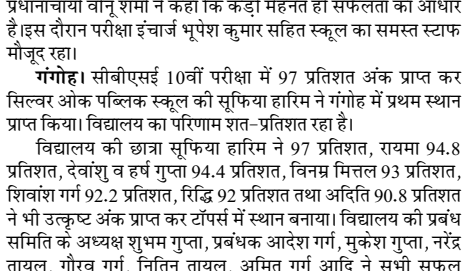 प्रधानाचार्या वानू शर्मा ने कहा कि कड़ी मेहनत ही सफलता का आधार
है।इस दौरान परीक्षा इंचार्ज भूपेश कुमार सहित स्कूल का समस्त स्टाफ
मौजूद रहा।
गंगोह। सीबीएसई 10वीं परीक्षा में 97 प्रतिशत अंक प्राप्त कर
सिल्वर ओक पब्लिक स्कूल की सूफिया हारिम ने गंगोह में प्रथम स्थान
प्राप्त किया। विद्यालय का परिणाम शत-प्रतिशत रहा है।
विद्यालय की छात्रा सूफिया हारिम ने 97 प्रतिशत, रायमा 94.8
प्रतिशत, देवांशु व हर्ष गुप्ता 94.4 प्रतिशत, विनम्र मित्तल 93 प्रतिशत,
शिवांश गर्ग 92.2 प्रतिशत, रिद्धि 92 प्रतिशत तथा अदिति 90.8 प्रतिशत
ने भी उत्कृष्ट अंक प्राप्त कर टॉपर्स में स्थान बनाया। विद्यालय की प्रबंध
समिति के अध्यक्ष शुभम गुप्ता, प्रबंधक आदेश गर्ग, मुकेश गुप्ता, नरेंद्र
तायल, गौरव गर्ग, नितिन तायल, अमित गर्ग आदि ने सभी सफल